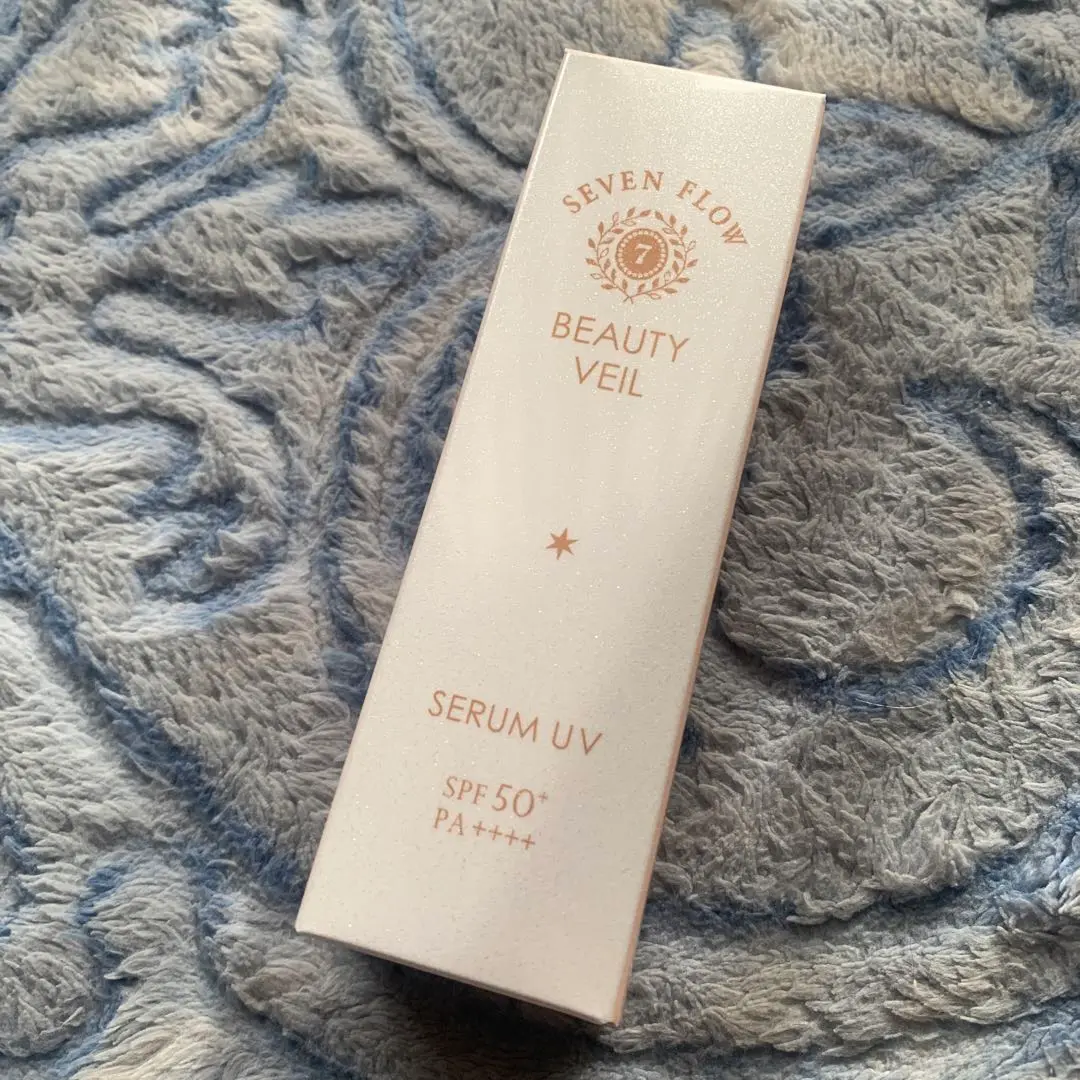 SEVEN FLOW
7
BEAUTY
VEIL
SERUM UV
SPF 50+
PA ++++